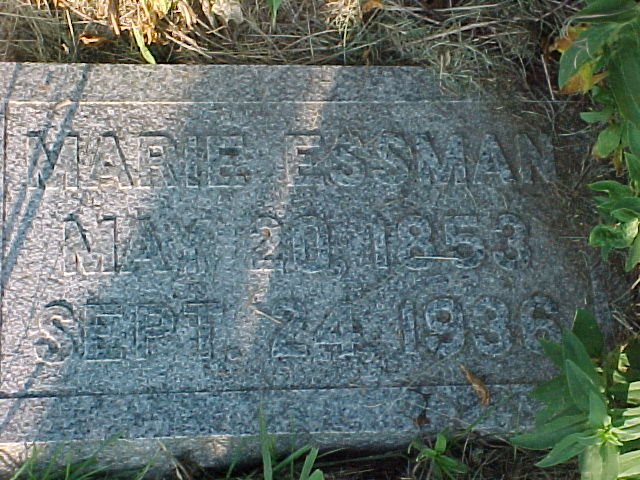 MARIE ESSMAN
MAY 20, 1853
SEPT. 24, 1936